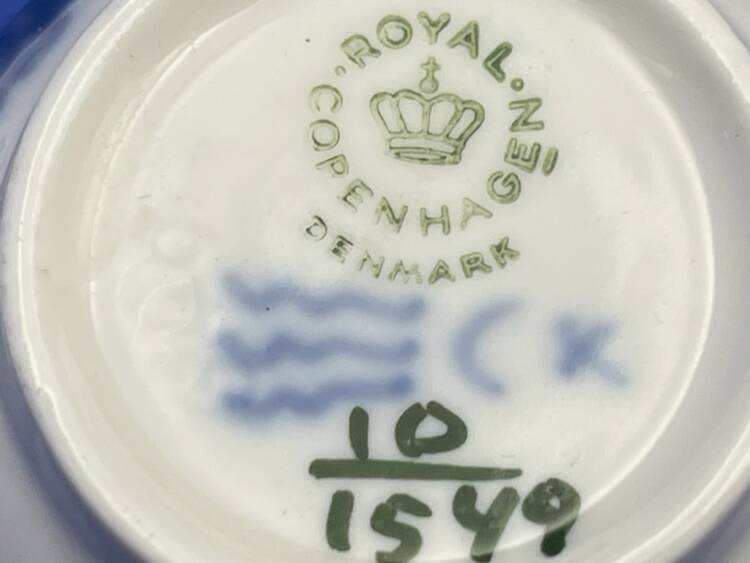 ROYAL.
COPENHAGEN
DENMARK
C K
10
1549